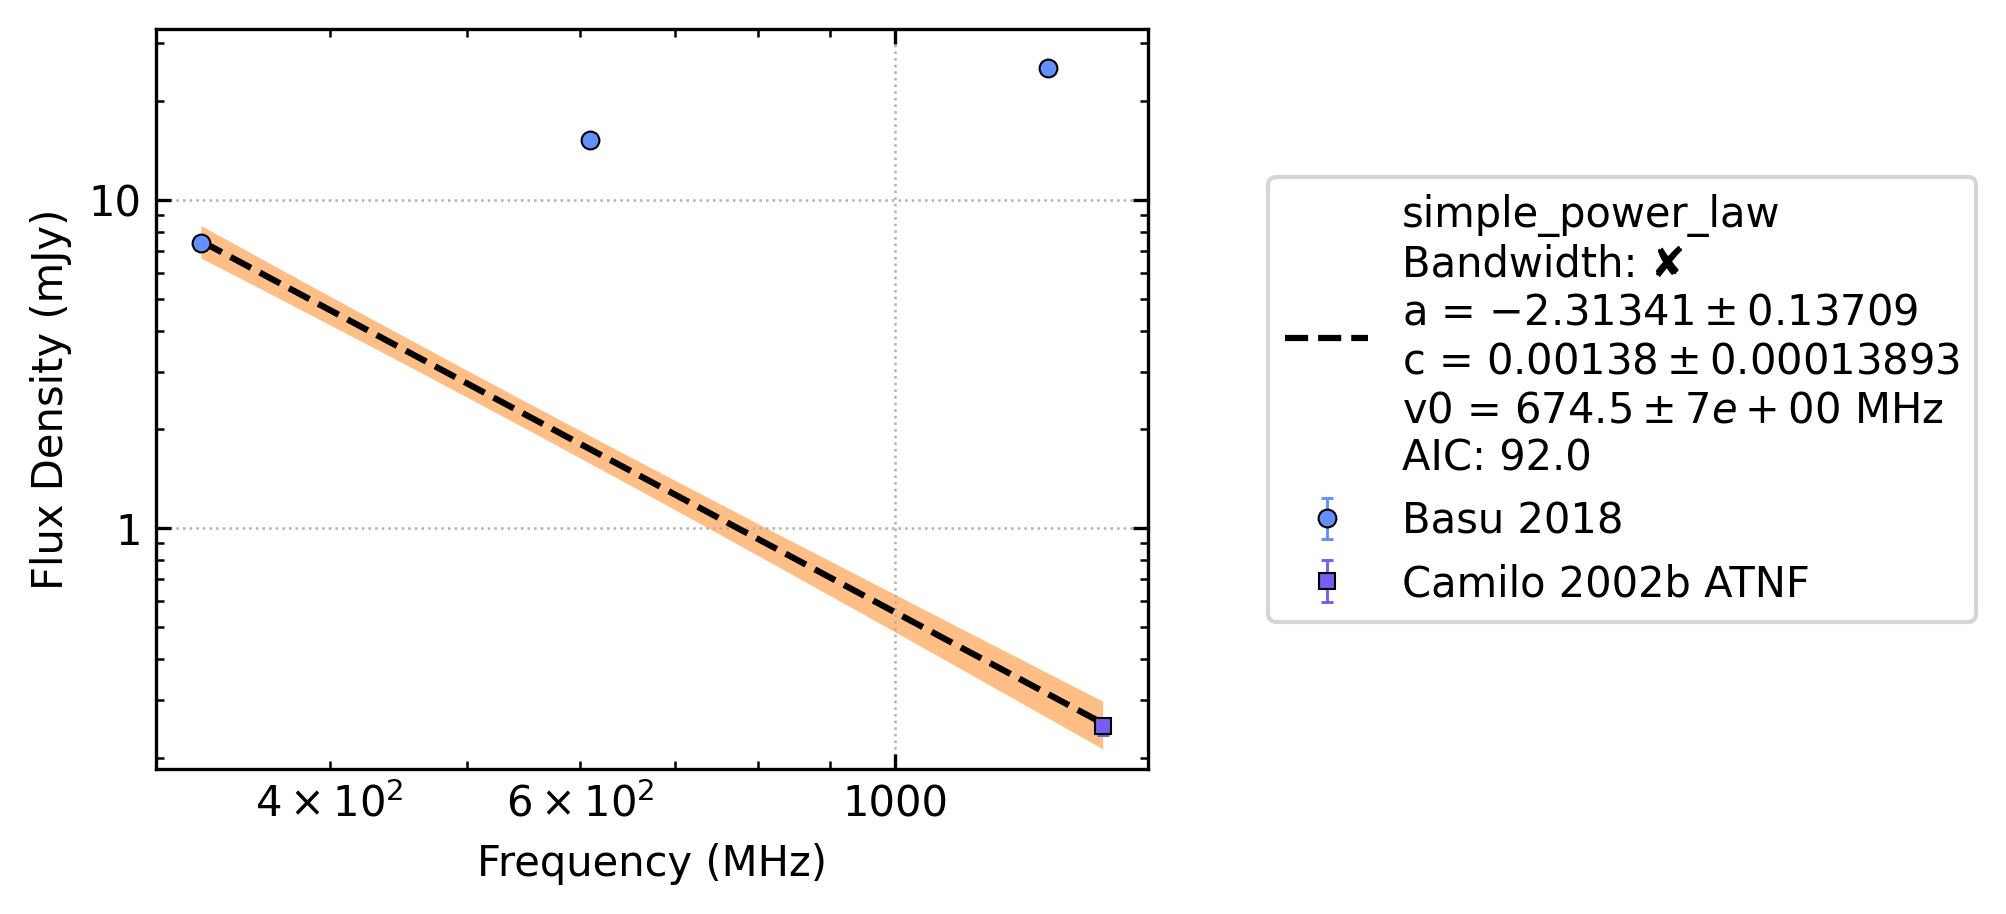 10
1
Flux Density (mJy)
4 × 10²
6 × 10²
1000
Frequency (MHz)
simple_power_law
Bandwidth: ✘
a = −2.31341 ± 0.13709
c = 0.00138 ± 0.00013893
v0 = 674.5 ± 7e + 00 MHz
AIC: 92.0
Basu 2018
Camilo 2002b ATNF